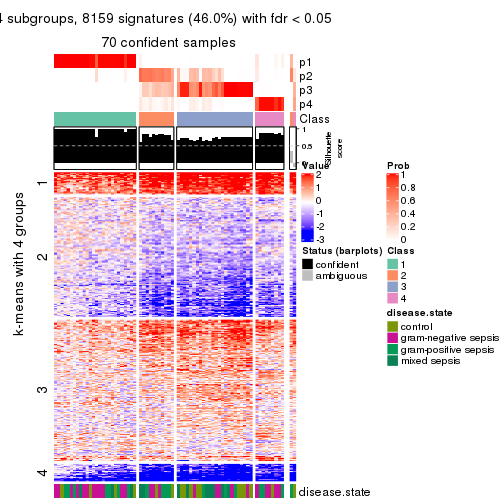 4 subgroups, 8159 signatures (46.0%) with fdr < 0.05
70 confident samples
p1
p2
p3
p4
Class
1
0.5
0
Silhouette
score
k-means with 4 groups
1
2
3
4
disease.state
Value
2
1
0
-1
-2
-3
Status (barplots)
confident
ambiguous
Prob
1
0.8
0.6
0.4
0.2
0
Class
1
2
3
4
disease.state
control
gram-negative sepsis
gram-positive sepsis
mixed sepsis